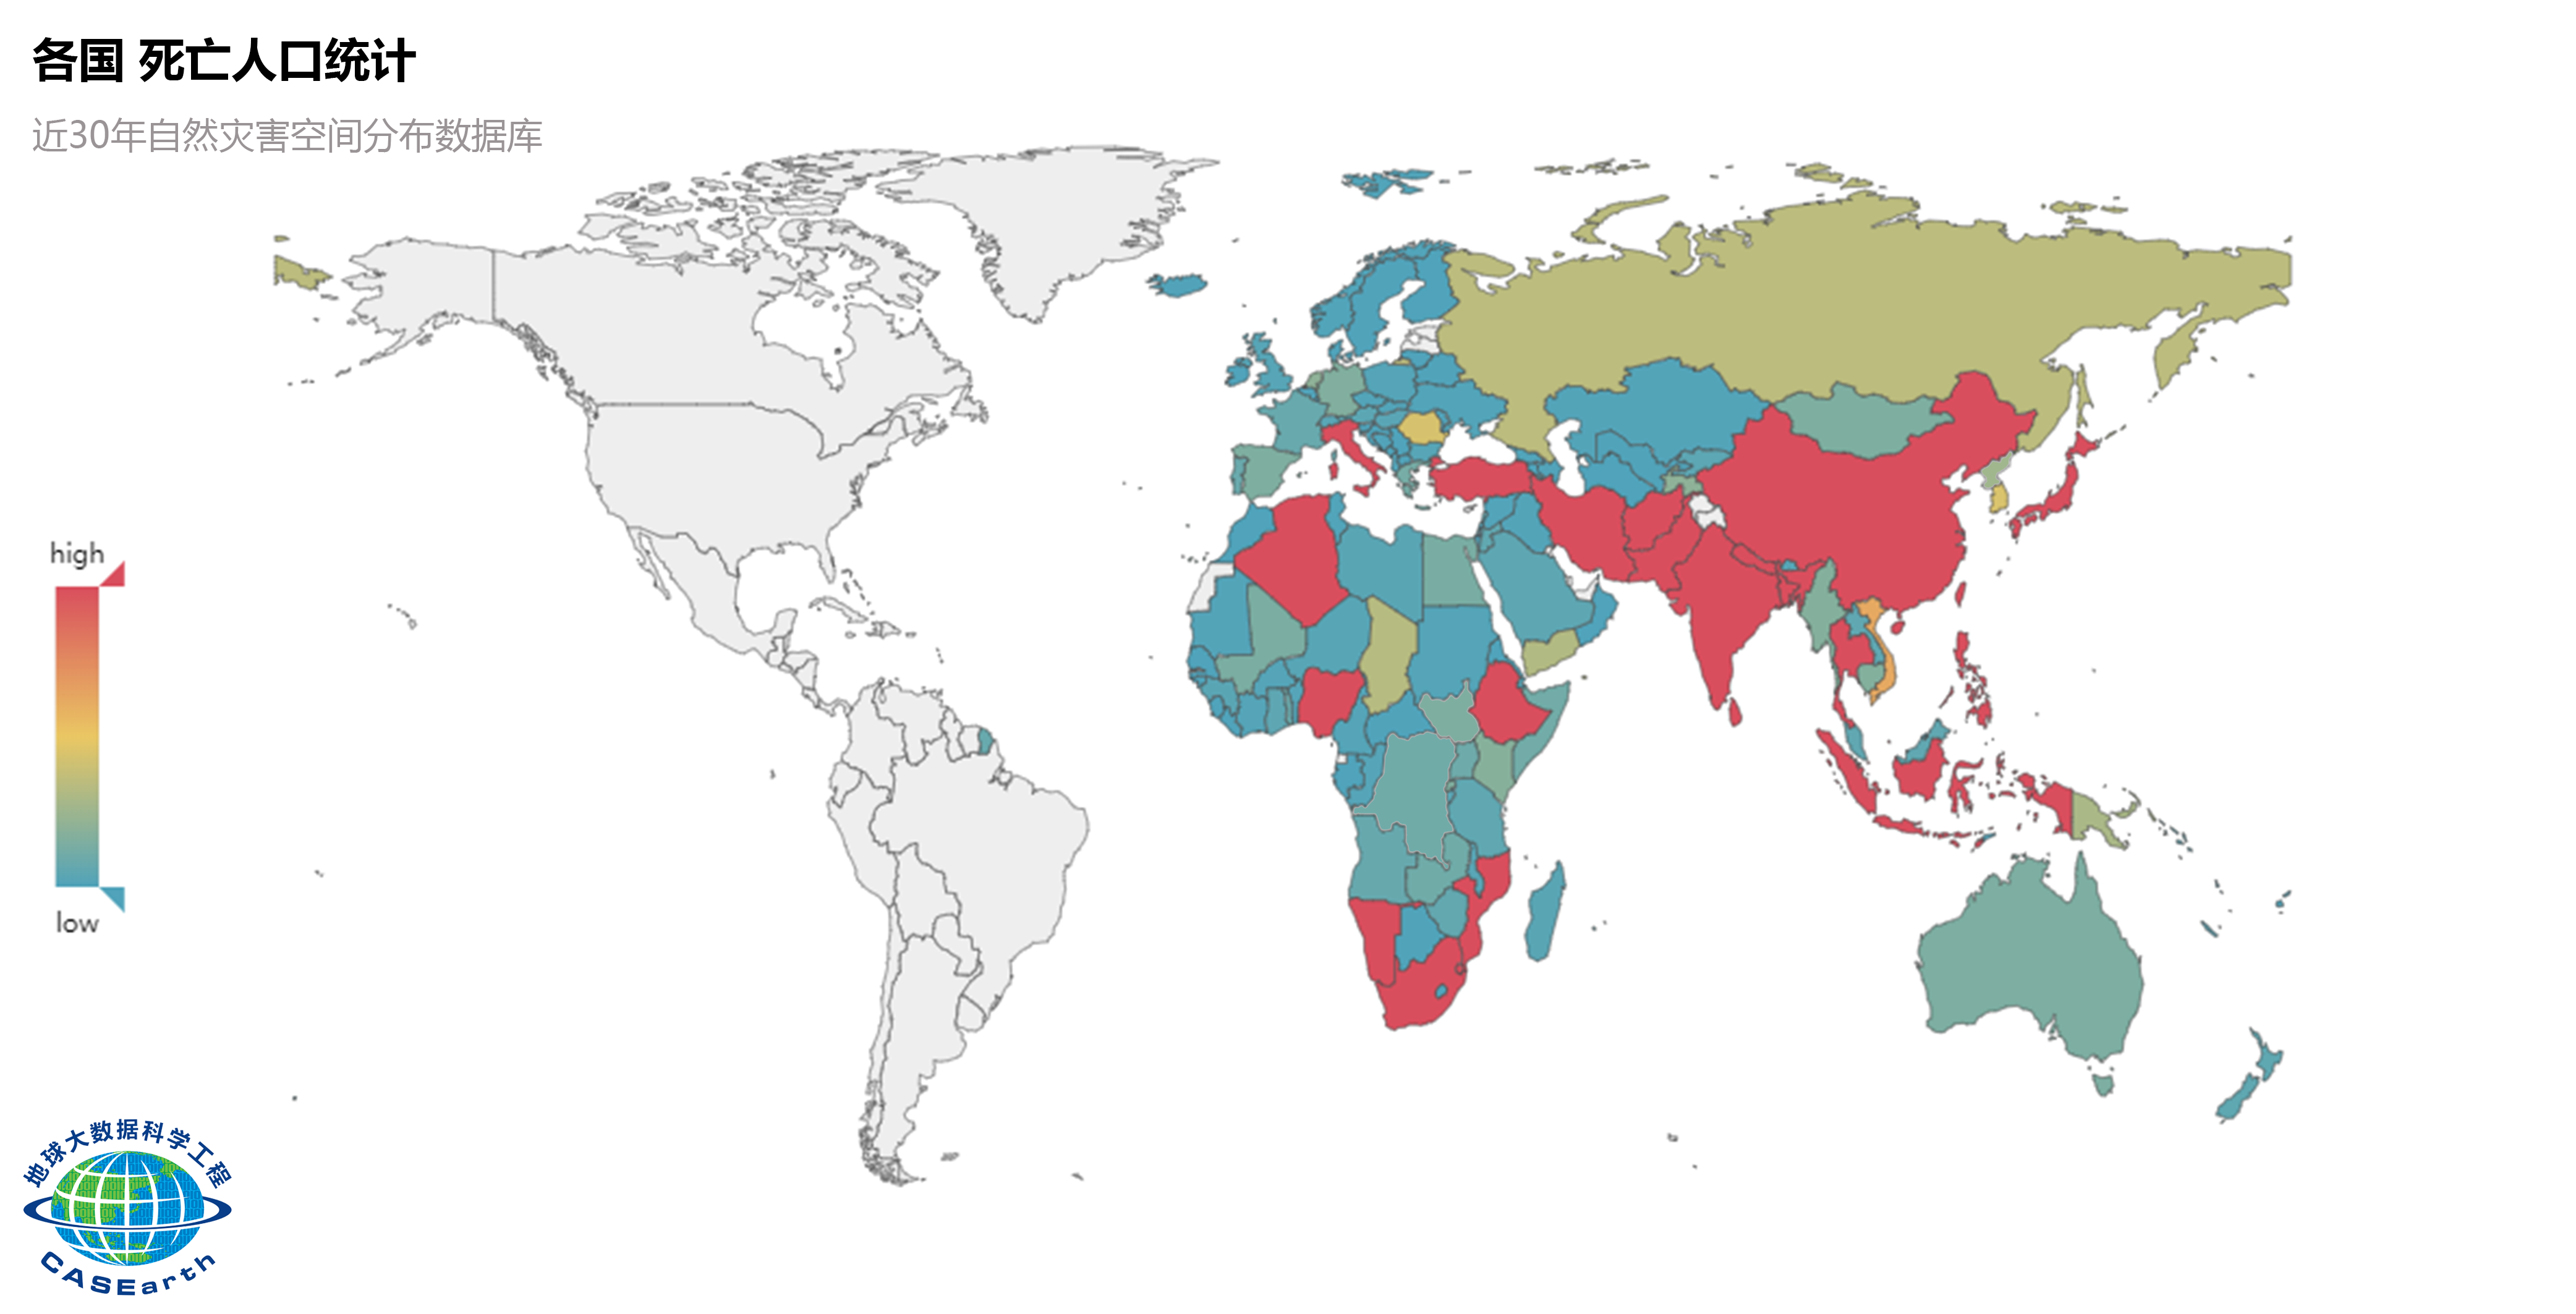 各国 死亡人口统计
近30年自然灾害空间分布数据库
high
low
地球大数据科学工程
CASEarth